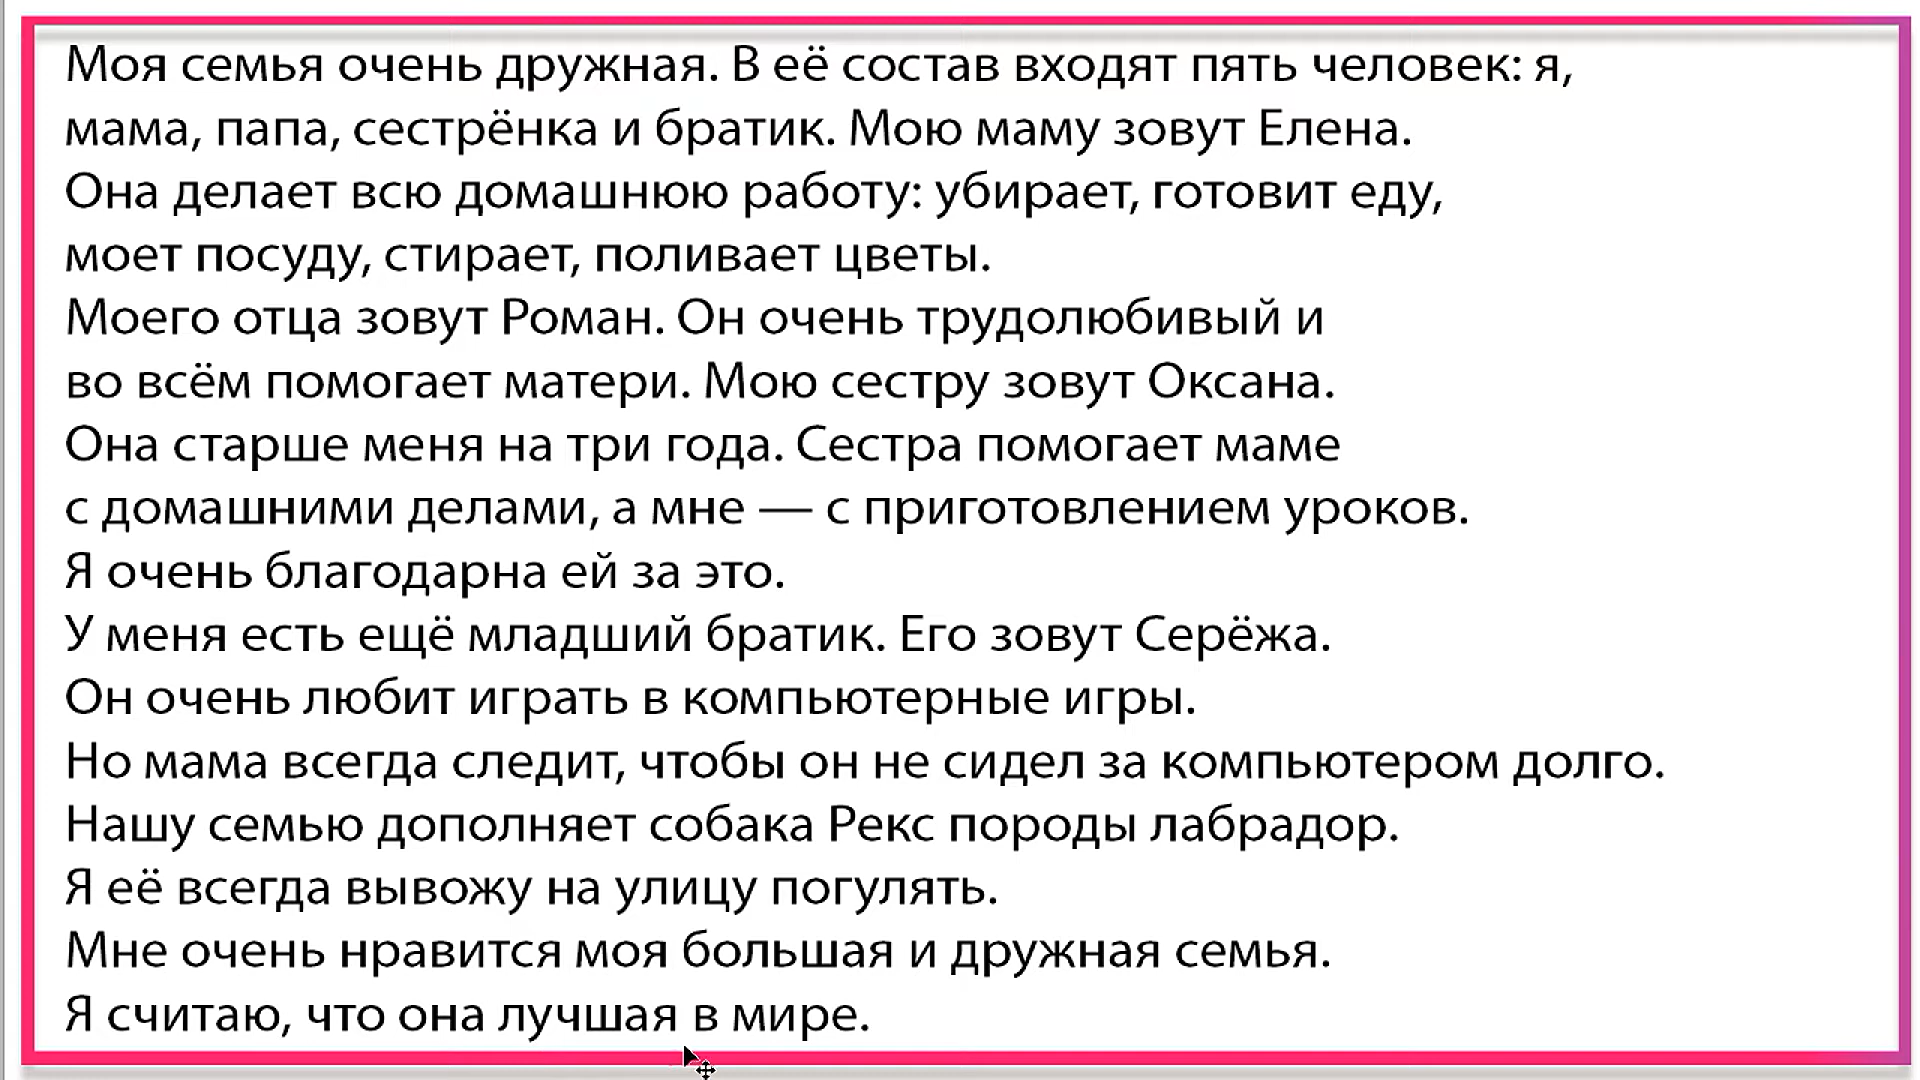 Моя семья очень дружная. В её состав входят пять человек: я,
мама, папа, сестрёнка и братик. Мою маму зовут Елена.
Она делает всю домашнюю работу: убирает, готовит еду,
моет посуду, стирает, поливает цветы.
Моего отца зовут Роман. Он очень трудолюбивый и
во всём помогает матери. Мою сестру зовут Оксана.
Она старше меня на три года. Сестра помогает маме
с домашними делами, а мне — с приготовлением уроков.
Я очень благодарна ей за это.
У меня есть ещё младший братик. Его зовут Серёжа.
Он очень любит играть в компьютерные игры.
Но мама всегда следит, чтобы он не сидел за компьютером долго.
Нашу семью дополняет собака Рекс породы лабрадор.
Я её всегда вывожу на улицу погулять.
Мне очень нравится моя большая и дружная семья.
Я считаю, что она лучшая в мире.